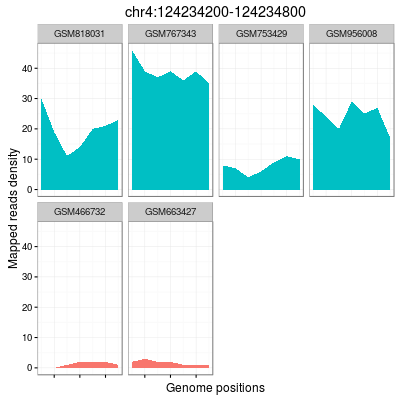 chr4:124234200-124234800
GSM818031 GSM767343 GSM753429 GSM956008
40
30
20
10
0
Mapped reads density
GSM466732 GSM663427
40
30
20
10
0
Genome positions